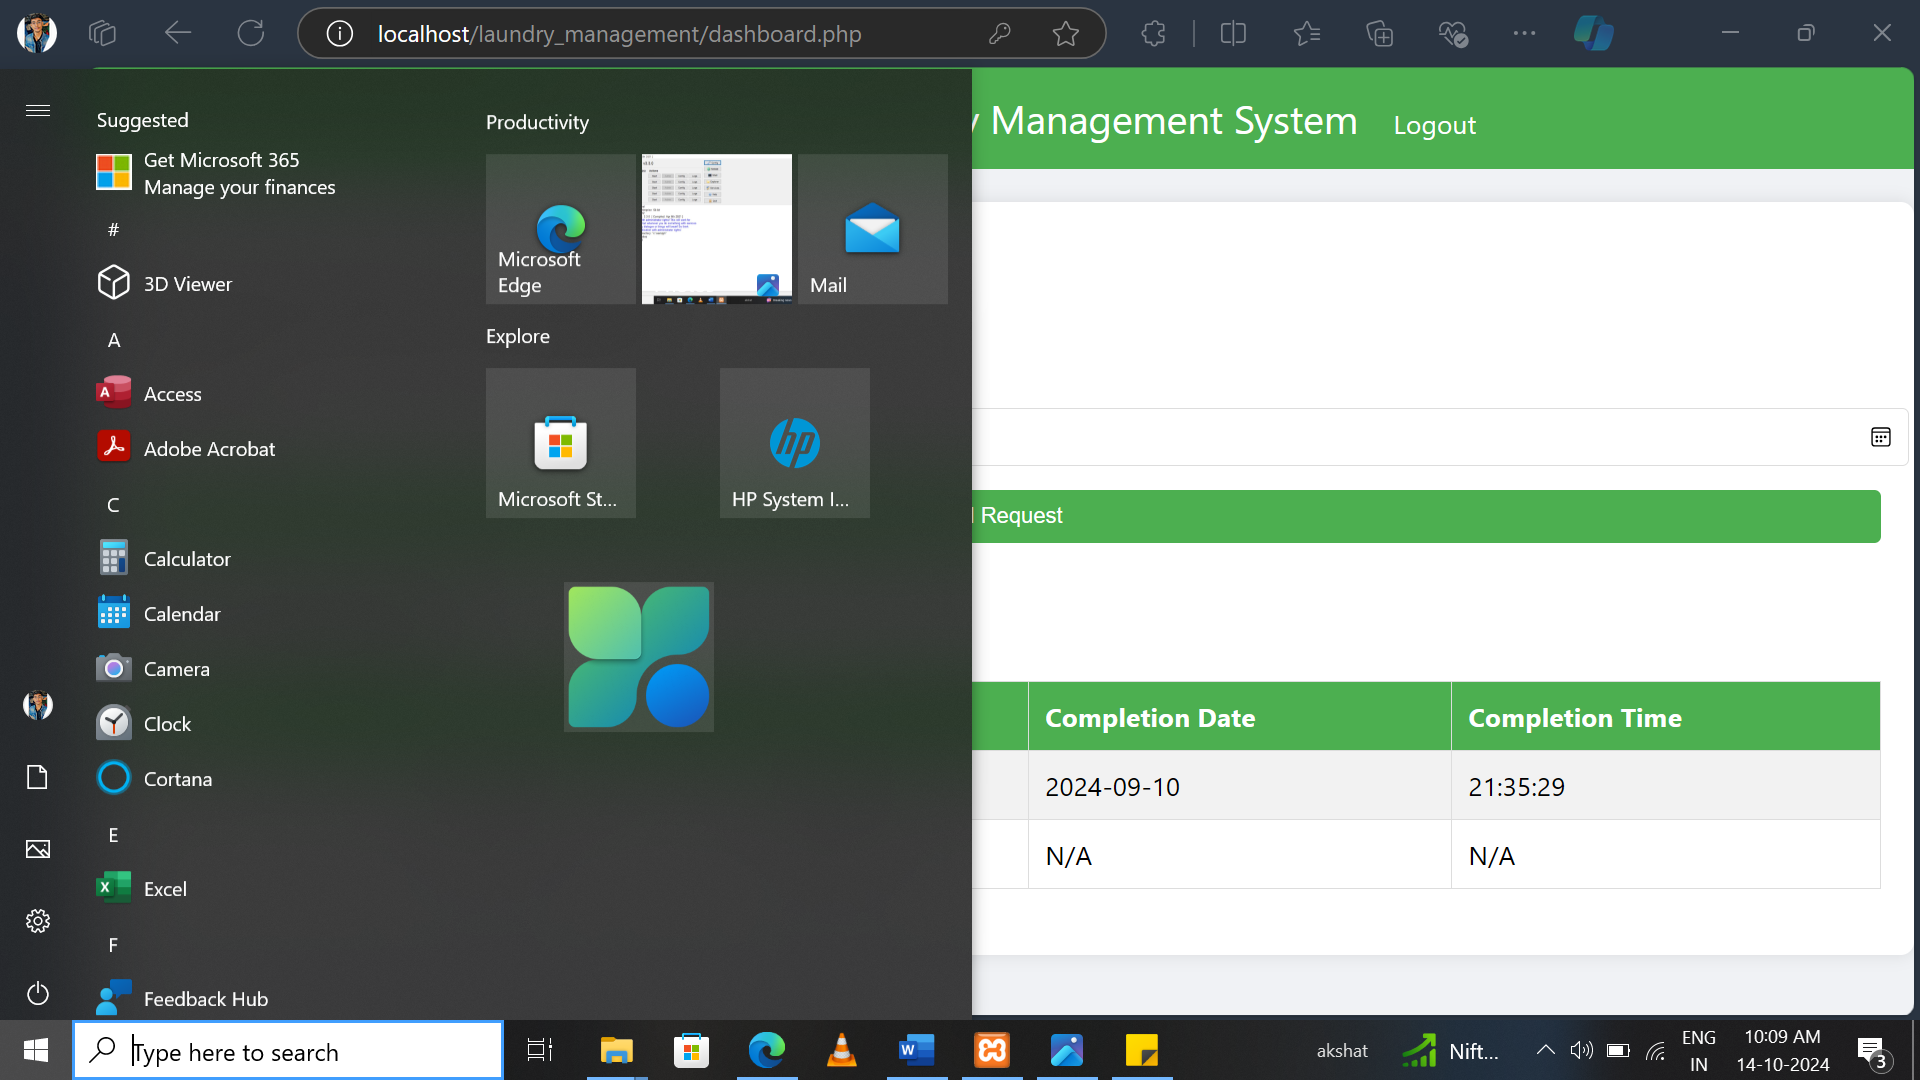 localhost/laundry_management/dashboard.php
y Management System
Logout
Suggested
Get Microsoft 365
Manage your finances
#
3D Viewer
A
Access
Adobe Acrobat
C
Calculator
Calendar
Camera
Clock
Cortana
E
Excel
F
Feedback Hub
Productivity
Microsoft
Edge
Mail
Explore
Microsoft St...
hp
HP System I...
Request
Completion Date
Completion Time
2024-09-10
21:35:29
N/A
N/A
Type here to search
akshat
Nift...
ENG
IN
10:09 AM
14-10-2024
3